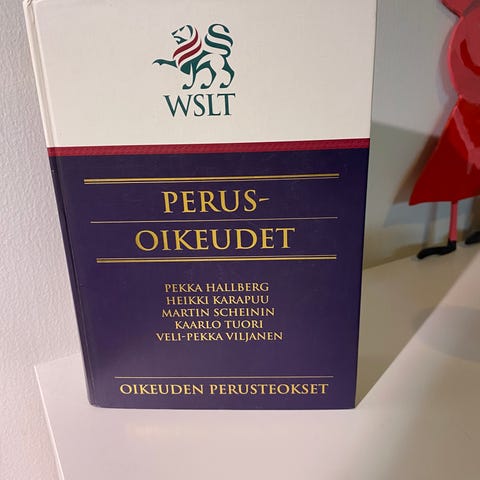 WSLT
PERUS-
OIKEUDET
PEKKA HALLBERG
HEIKKI KARAPUU
MARTIN SCHEININ
KAARLO TUORI
VELI-PEKKA VILJANEN
OIKEUDEN PERUSTEOKSET